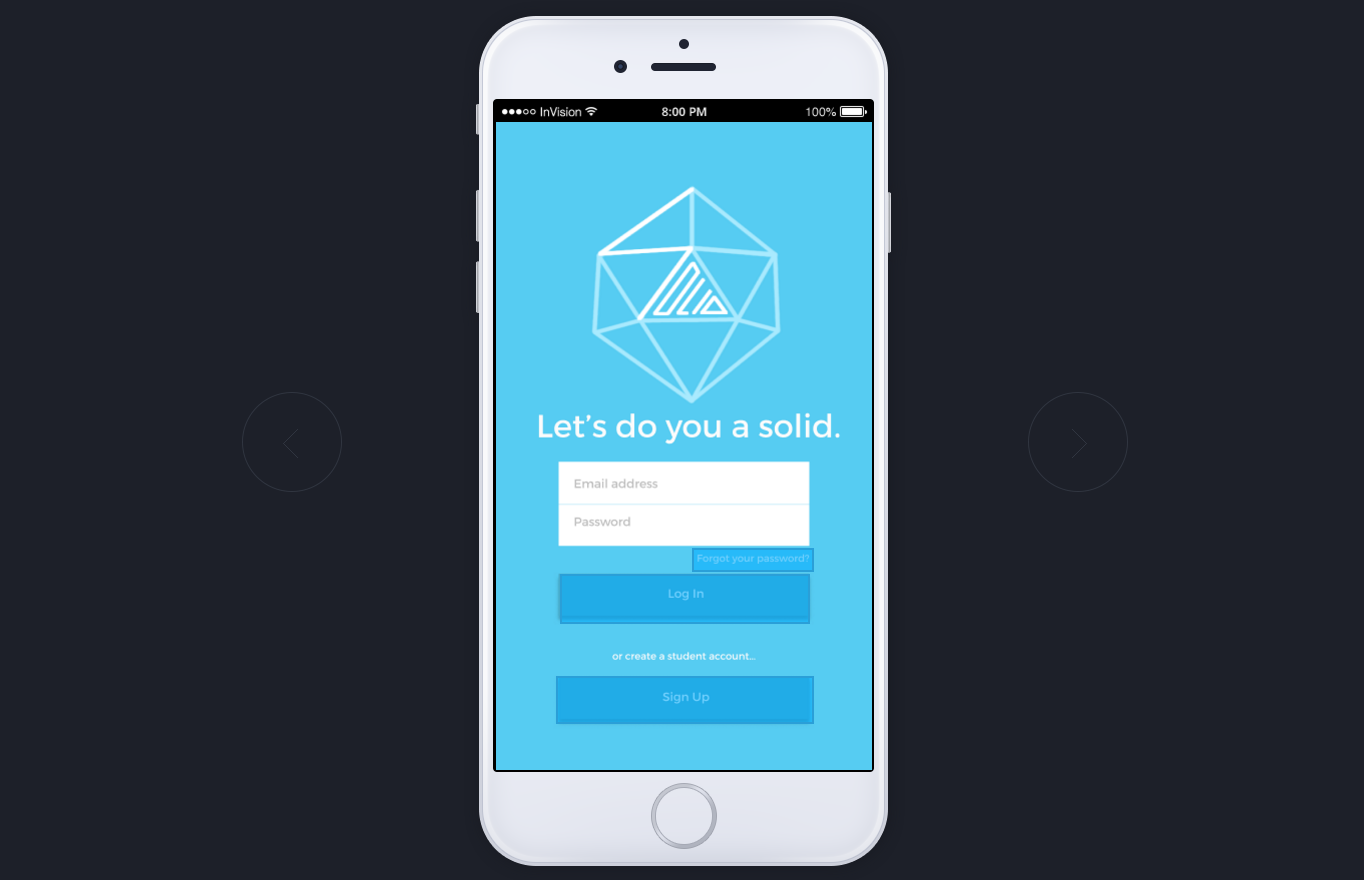 InVision 8:00 PM 100%
Let's do you a solid.
Email address
Password
Forgot your password?
Log In
or create a student account...
Sign Up